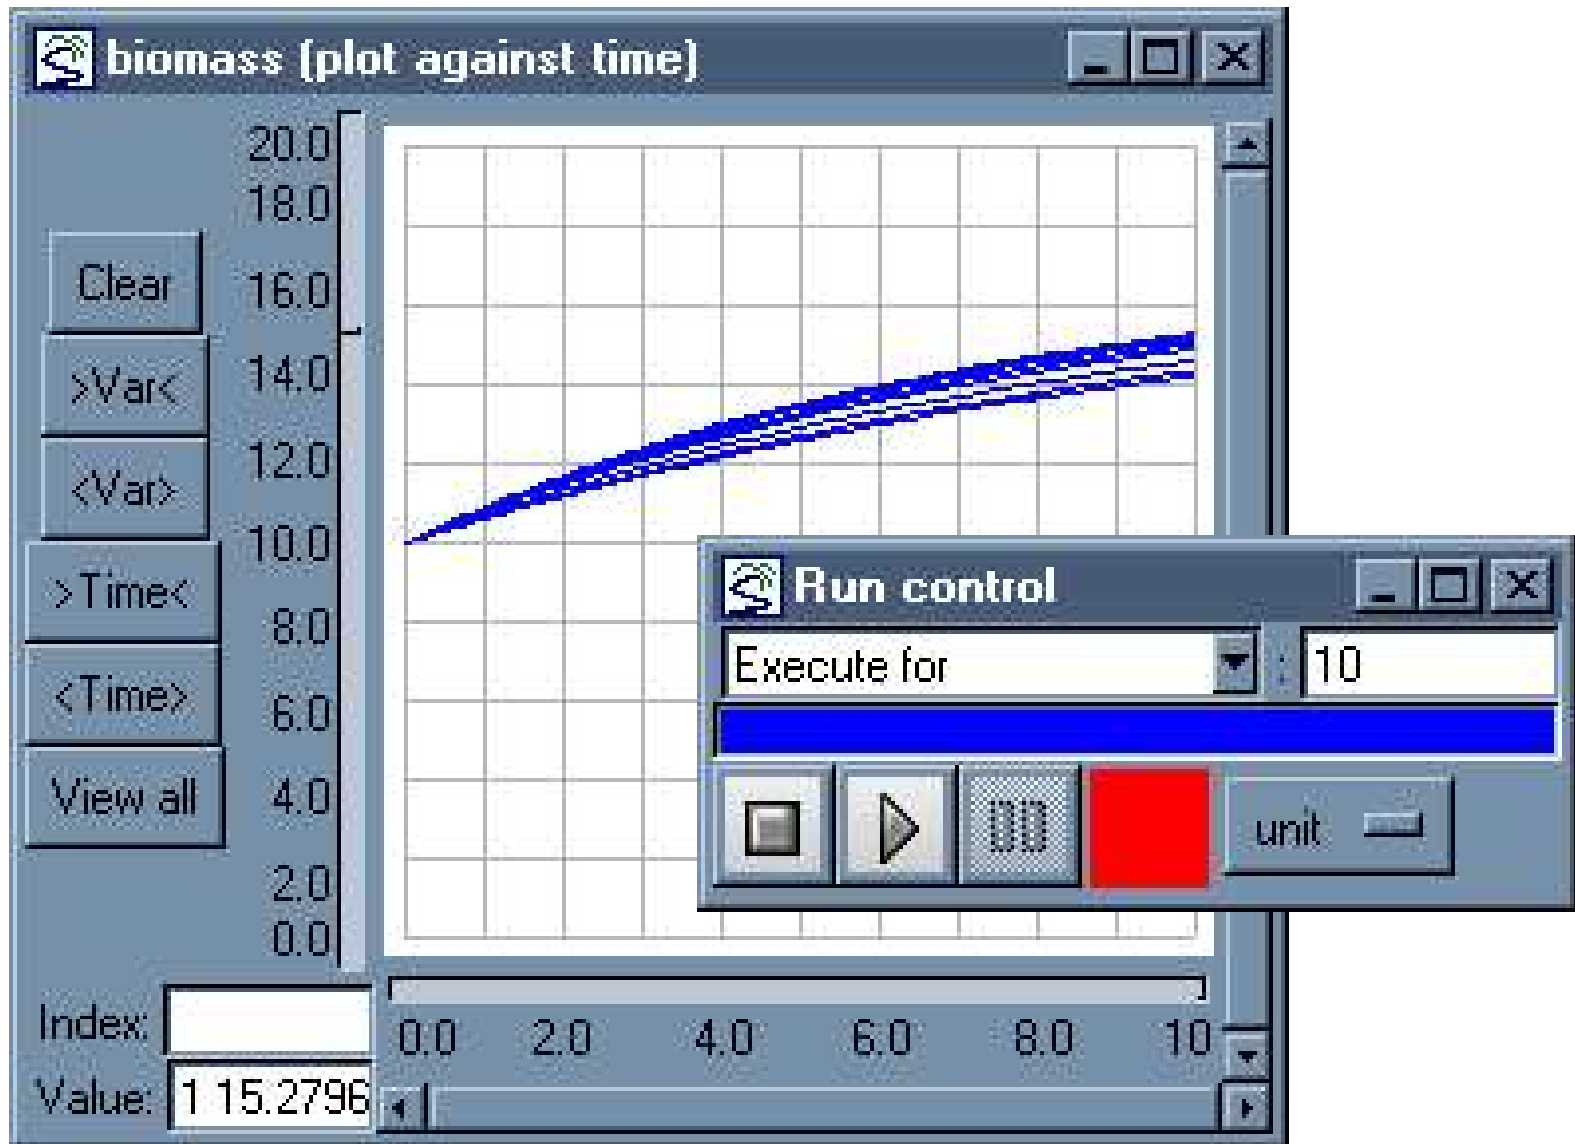 biomass (plot against time)
20.0
18.0
Clear
16.0
>Var<
14.0
<Var>
12.0
10.0
>Time<
8.0
<Time>
6.0
View all
4.0
2.0
0.0
Index:
0.0 2.0 4.0 6.0 8.0 10
Value: 1 15.2796
Run control
Execute for : 10
unit